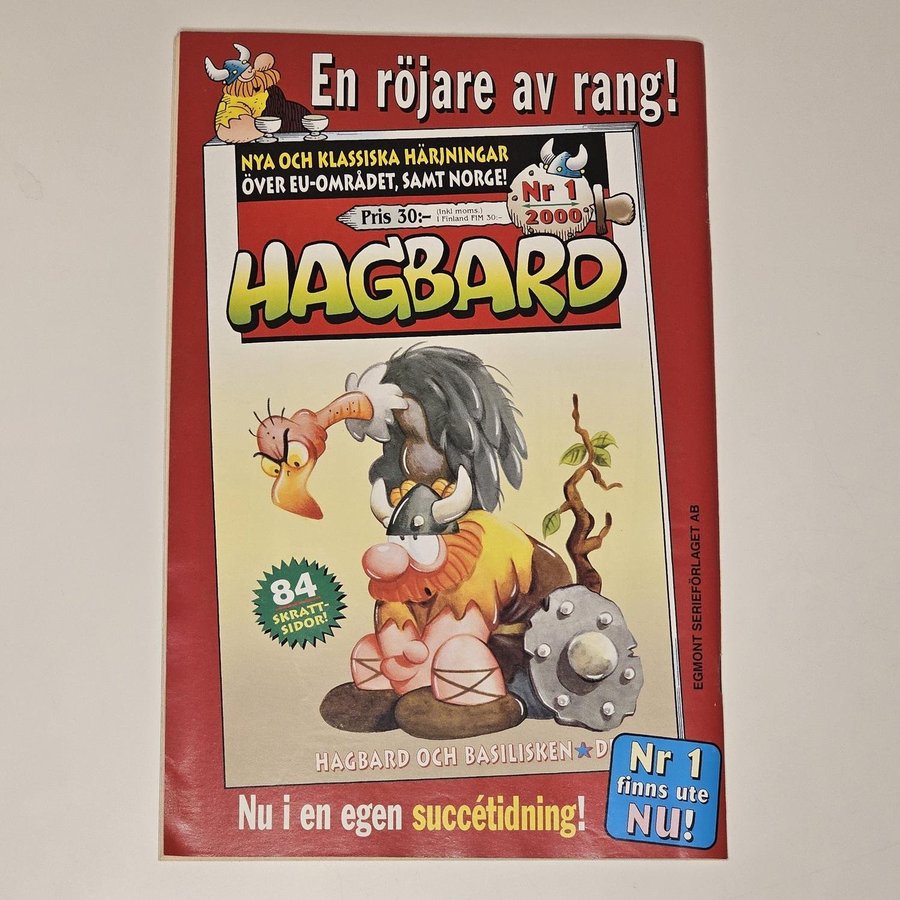 En röjare av rang!
NYA OCH KLASSISKA HÄRJNINGAR
ÖVER EU-OMRÅDET, SAMT NORGE!
Nr 1
2000
Pris 30:- (Inkl moms.)
I Finland FIM 30:-
HAGBARD
84
SKRATT-
SIDOR!
EGMONT SERIEFÖRLAGET AB
HAGBARD OCH BASILISKEN ★ D
Nr 1
finns ute
NU!
Nu i en egen succétidning!